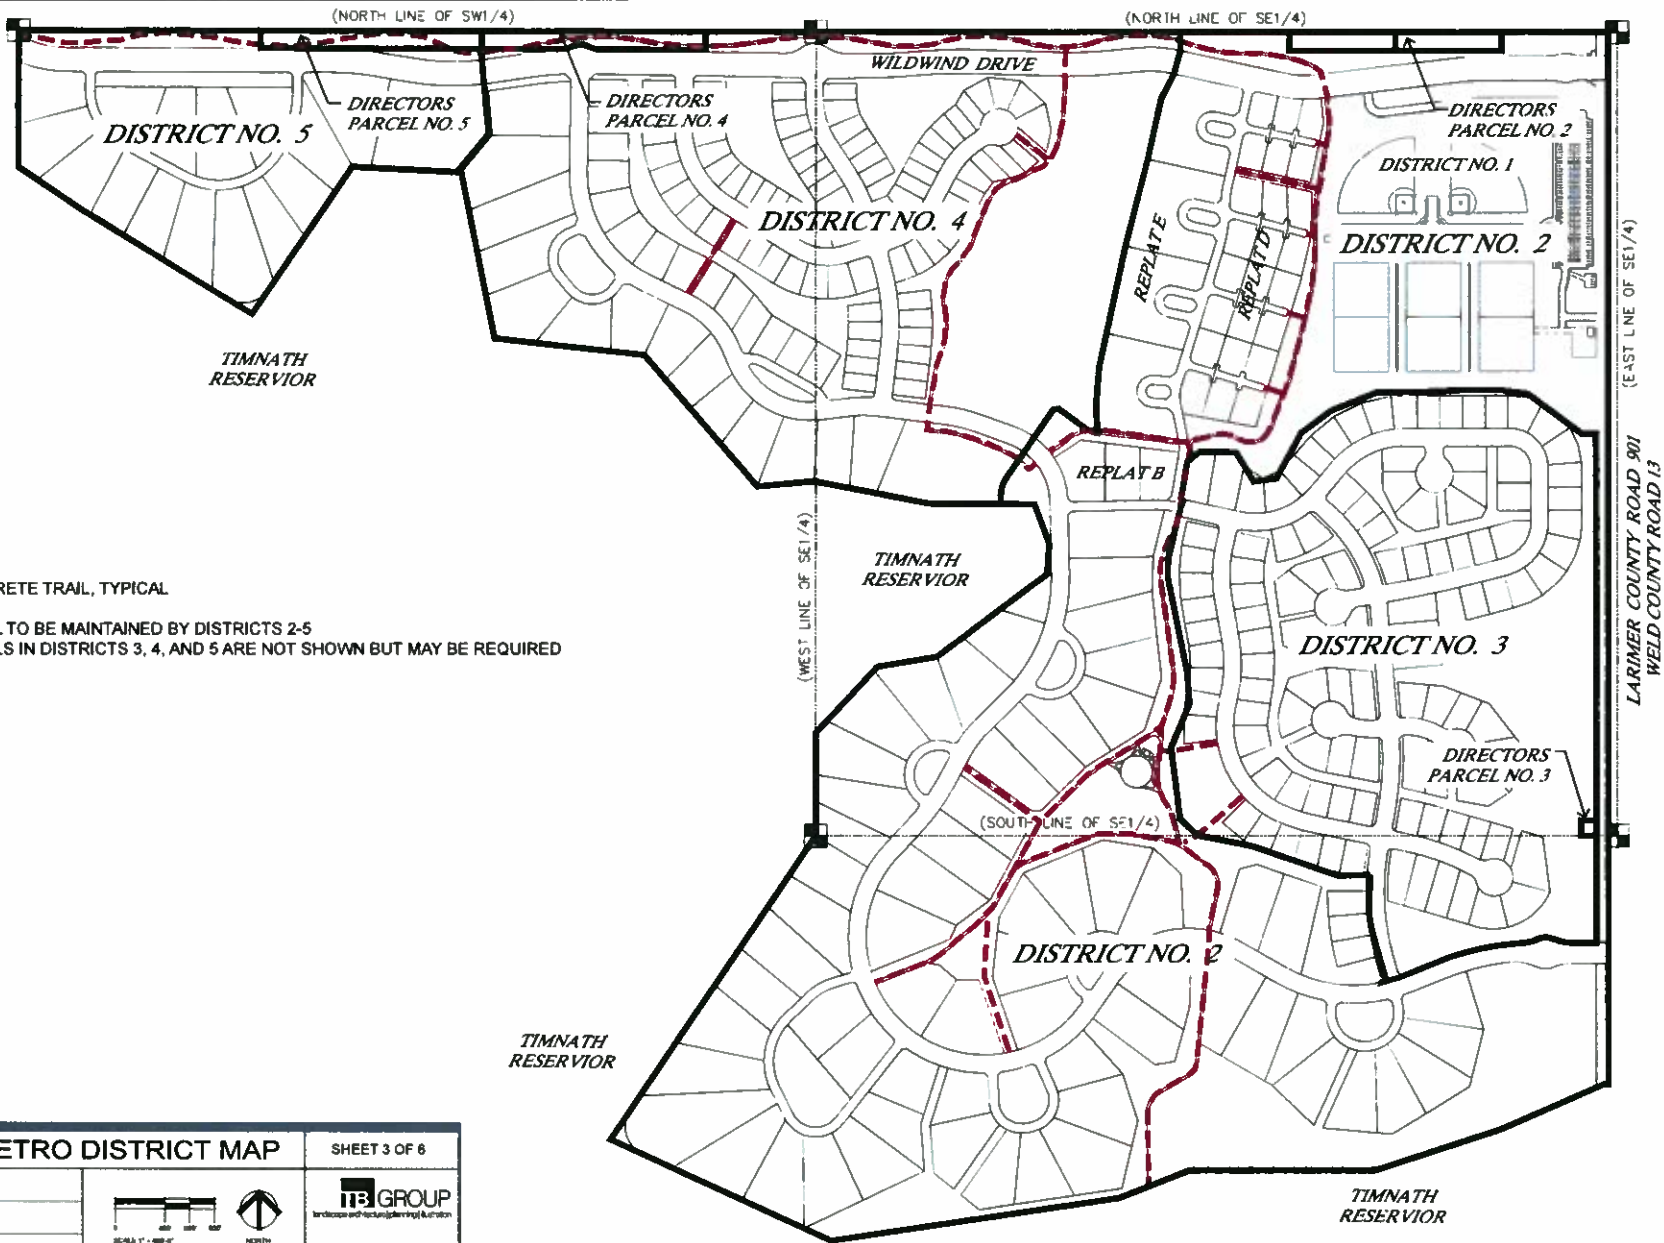 (NORTH LINE OF SW1/4)
(NORTH LINE OF SE1/4)
WILDWIND DRIVE
DIRECTORS
PARCEL NO. 5
DIRECTORS
PARCEL NO. 4
DIRECTORS
PARCEL NO. 2
DISTRICT NO. 5
DISTRICT NO. 1
DISTRICT NO. 4
DISTRICT NO. 2
REPLAT E
REPLAT D
(EAST LINE OF SE1/4)
TIMNATH
RESERVIOR
REPLAT B
LARIMER COUNTY ROAD 901
WELD COUNTY ROAD 13
(WEST LINE OF SE1/4)
TIMNATH
RESERVIOR
RETE TRAIL, TYPICAL
TO BE MAINTAINED BY DISTRICTS 2-5
LS IN DISTRICTS 3, 4, AND 5 ARE NOT SHOWN BUT MAY BE REQUIRED
DISTRICT NO. 3
DIRECTORS
PARCEL NO. 3
(SOUTH LINE OF SE1/4)
DISTRICT NO. 2
TIMNATH
RESERVIOR
TIMNATH
RESERVIOR
ETRO DISTRICT MAP
SHEET 3 OF 6
TB GROUP
landscape architecture|planning|illustration
NORTH